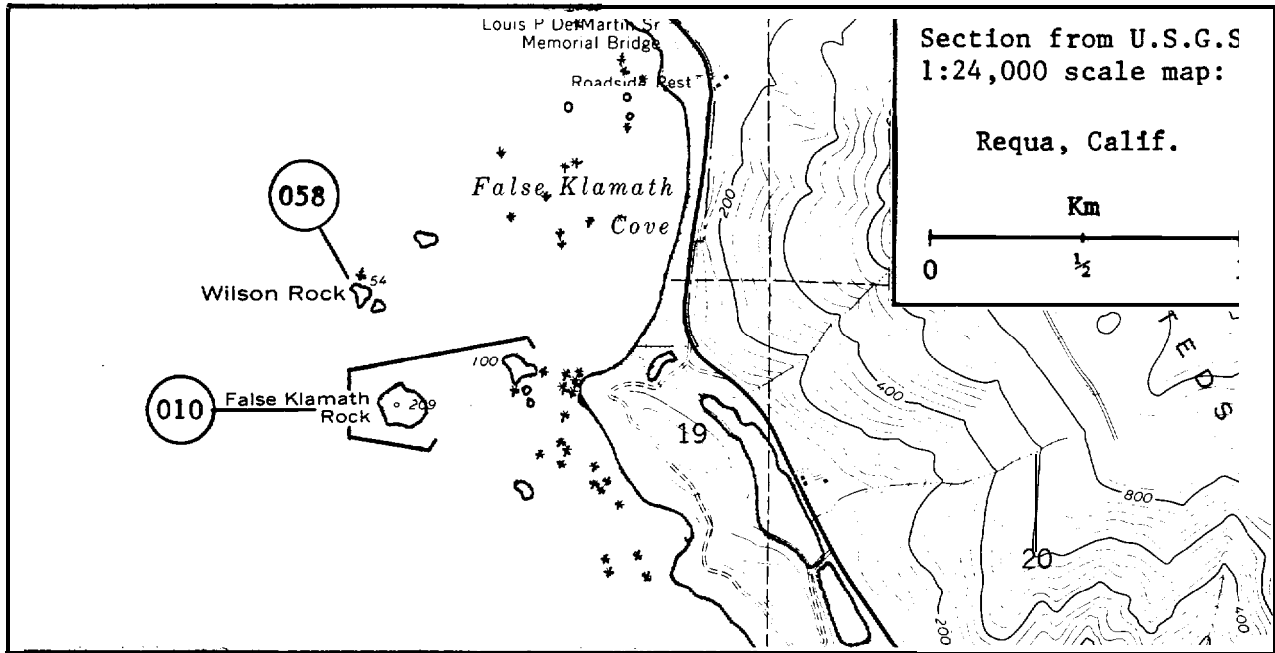 Louis P DeMartin Sr
Memorial Bridge
Roadside Rest
Section from U.S.G.S
1:24,000 scale map:
Requa, Calif.
Km
0
½
False Klamath
Cove
200
058
54
Wilson Rock
100
010
False Klamath
Rock
209
19
400
T
E
D
S
800
20
200
400